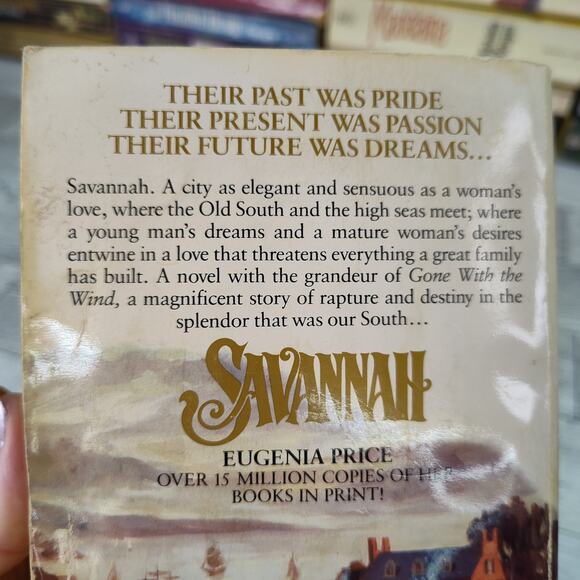 THEIR PAST WAS PRIDE
THEIR PRESENT WAS PASSION
THEIR FUTURE WAS DREAMS...
Savannah. A city as elegant and sensuous as a woman's
love, where the Old South and the high seas meet; where
a young man's dreams and a mature woman's desires
entwine in a love that threatens everything a great family
has built. A novel with the grandeur of Gone With the
Wind, a magnificent story of rapture and destiny in the
splendor that was our South...
SAVANNAH
EUGENIA PRICE
OVER 15 MILLION COPIES OF HER
BOOKS IN PRINT!